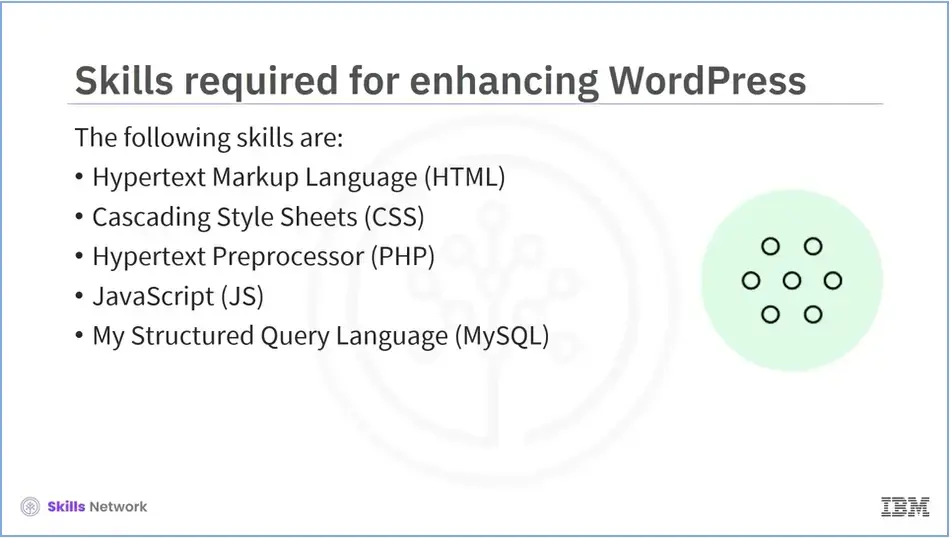 Skills required for enhancing WordPress
The following skills are:
• Hypertext Markup Language (HTML)
• Cascading Style Sheets (CSS)
• Hypertext Preprocessor (PHP)
• JavaScript (JS)
• My Structured Query Language (MySQL)
Skills Network
IBM